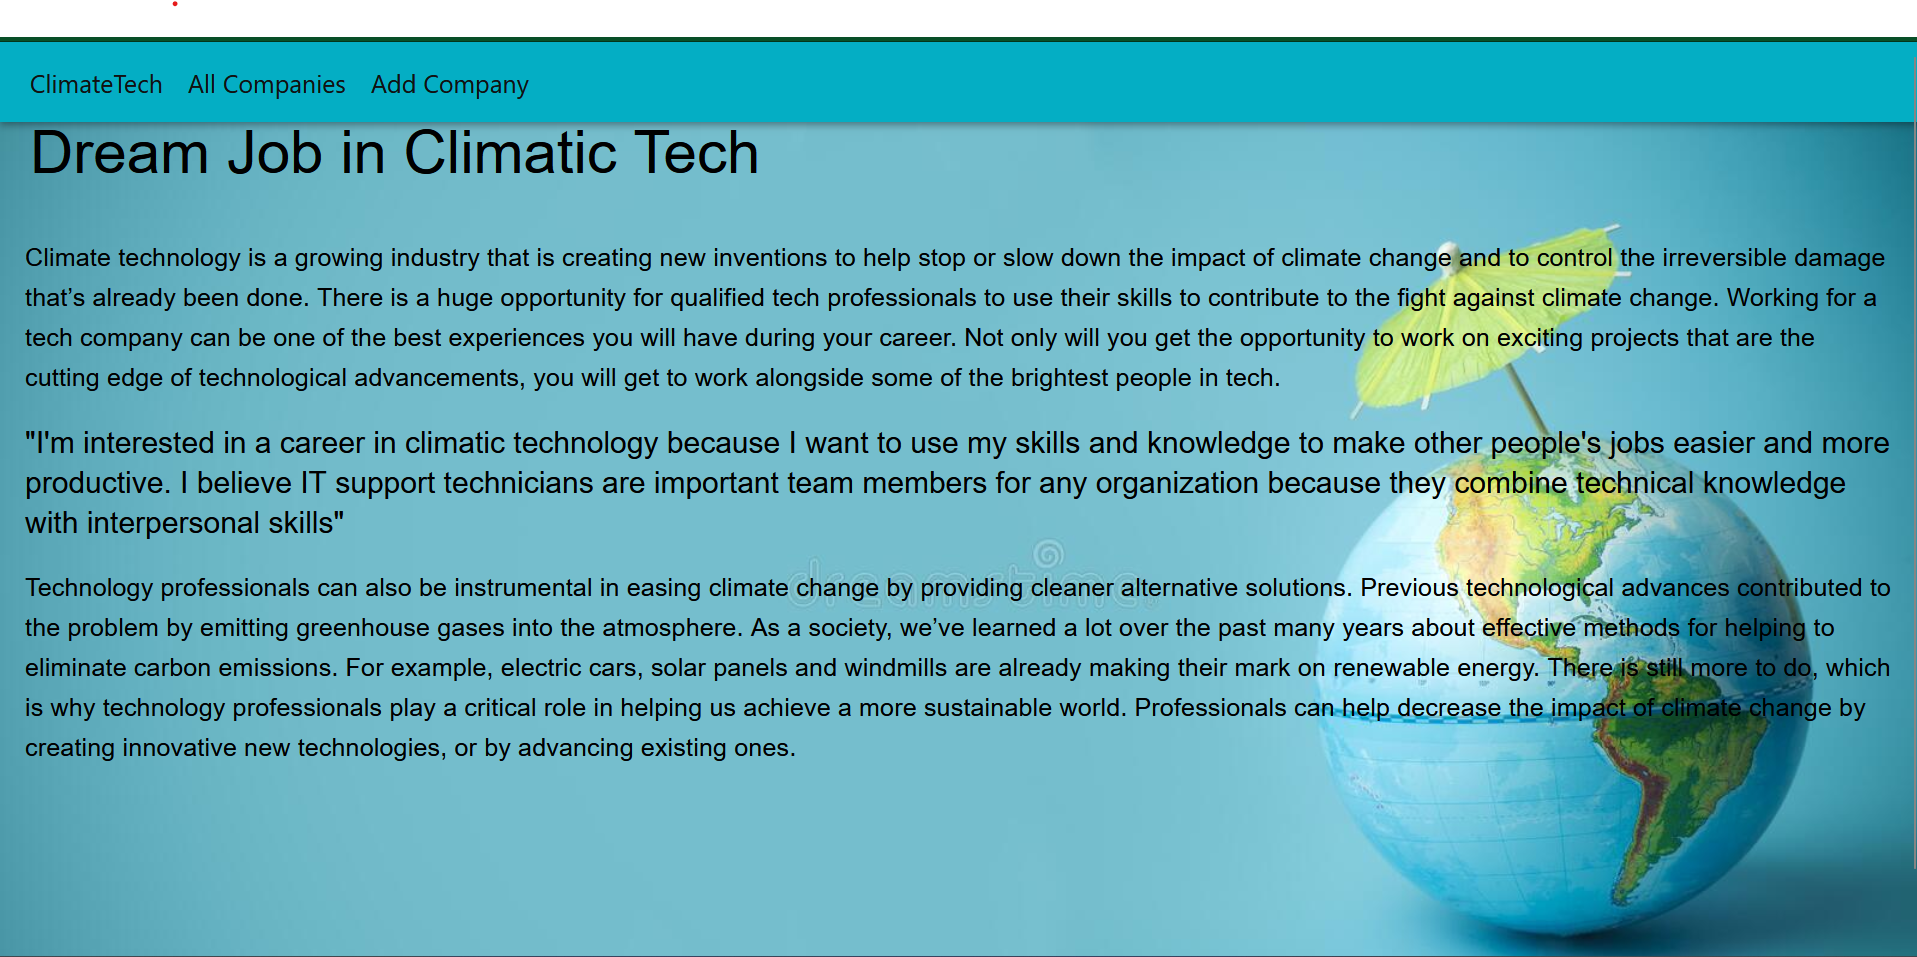 ClimateTech All Companies Add Company
Dream Job in Climatic Tech
Climate technology is a growing industry that is creating new inventions to help stop or slow down the impact of climate change and to control the irreversible damage
that’s already been done. There is a huge opportunity for qualified tech professionals to use their skills to contribute to the fight against climate change. Working for a
tech company can be one of the best experiences you will have during your career. Not only will you get the opportunity to work on exciting projects that are the
cutting edge of technological advancements, you will get to work alongside some of the brightest people in tech.
"I'm interested in a career in climatic technology because I want to use my skills and knowledge to make other people's jobs easier and more
productive. I believe IT support technicians are important team members for any organization because they combine technical knowledge
with interpersonal skills"
dreamstime
Technology professionals can also be instrumental in easing climate change by providing cleaner alternative solutions. Previous technological advances contributed to
the problem by emitting greenhouse gases into the atmosphere. As a society, we’ve learned a lot over the past many years about effective methods for helping to
eliminate carbon emissions. For example, electric cars, solar panels and windmills are already making their mark on renewable energy. There is still more to do, which
is why technology professionals play a critical role in helping us achieve a more sustainable world. Professionals can help decrease the impact of climate change by
creating innovative new technologies, or by advancing existing ones.